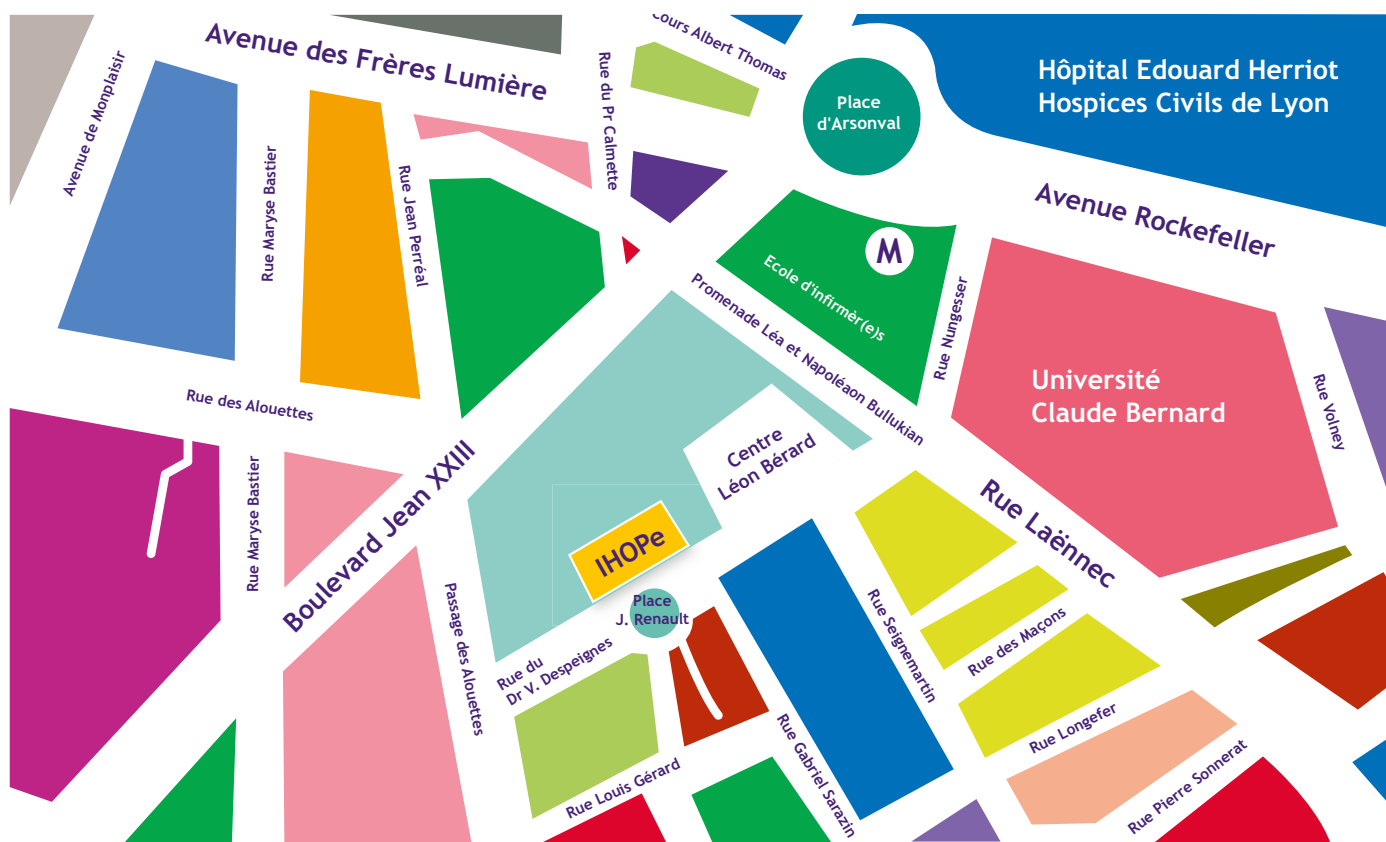 Cours Albert Thomas
Avenue des Frères Lumière
Avenue de Monplaisir
Rue du Pr Calmette
Hôpital Edouard Herriot
Hospices Civils de Lyon
Place
d'Arsonval
Rue Maryse Bastier
Rue Jean Perréal
Avenue Rockefeller
M
Ecole d'infirmèr(e)s
Promenade Léa et Napoléaon Bullukian
Rue Nungesser
Université
Claude Bernard
Rue Volney
Rue des Alouettes
Centre
Léon Bérard
Boulevard Jean XXIII
Rue Maryse Bastier
Rue Laënnec
IHOPe
Place
J. Renault
Passage des Alouettes
Rue du
Dr V. Despeignes
Rue Seignemartin
Rue des Maçons
Rue Longefer
Rue Gabriel Sarazin
Rue Louis Gérard
Rue Pierre Sonnerat